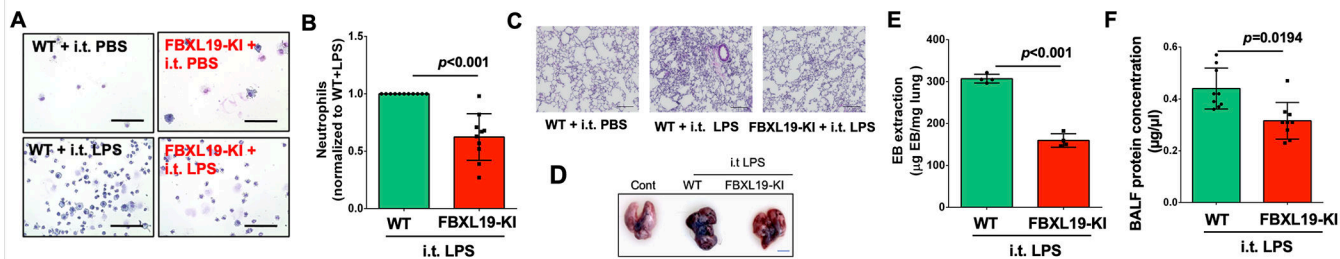 A
WT + i.t. PBS
FBXL19-KI +
i.t. PBS
WT + i.t. LPS
FBXL19-KI +
i.t. LPS
B
Neutrophils
(normalized to WT+LPS)
1.5
1.0
0.5
0.0
p<0.001
WT
FBXL19-KI
i.t. LPS
C
WT + i.t. PBS
WT + i.t. LPS
FBXL19-KI + i.t. LPS
D
i.t LPS
Cont
WT
FBXL19-KI
E
EB extraction
(μg EB/mg lung)
400
300
200
100
0
p<0.001
WT
FBXL19-KI
i.t. LPS
F
BALF protein concentration
(μg/μl)
0.6
0.4
0.2
0.0
p=0.0194
WT
FBXL19-KI
i.t. LPS